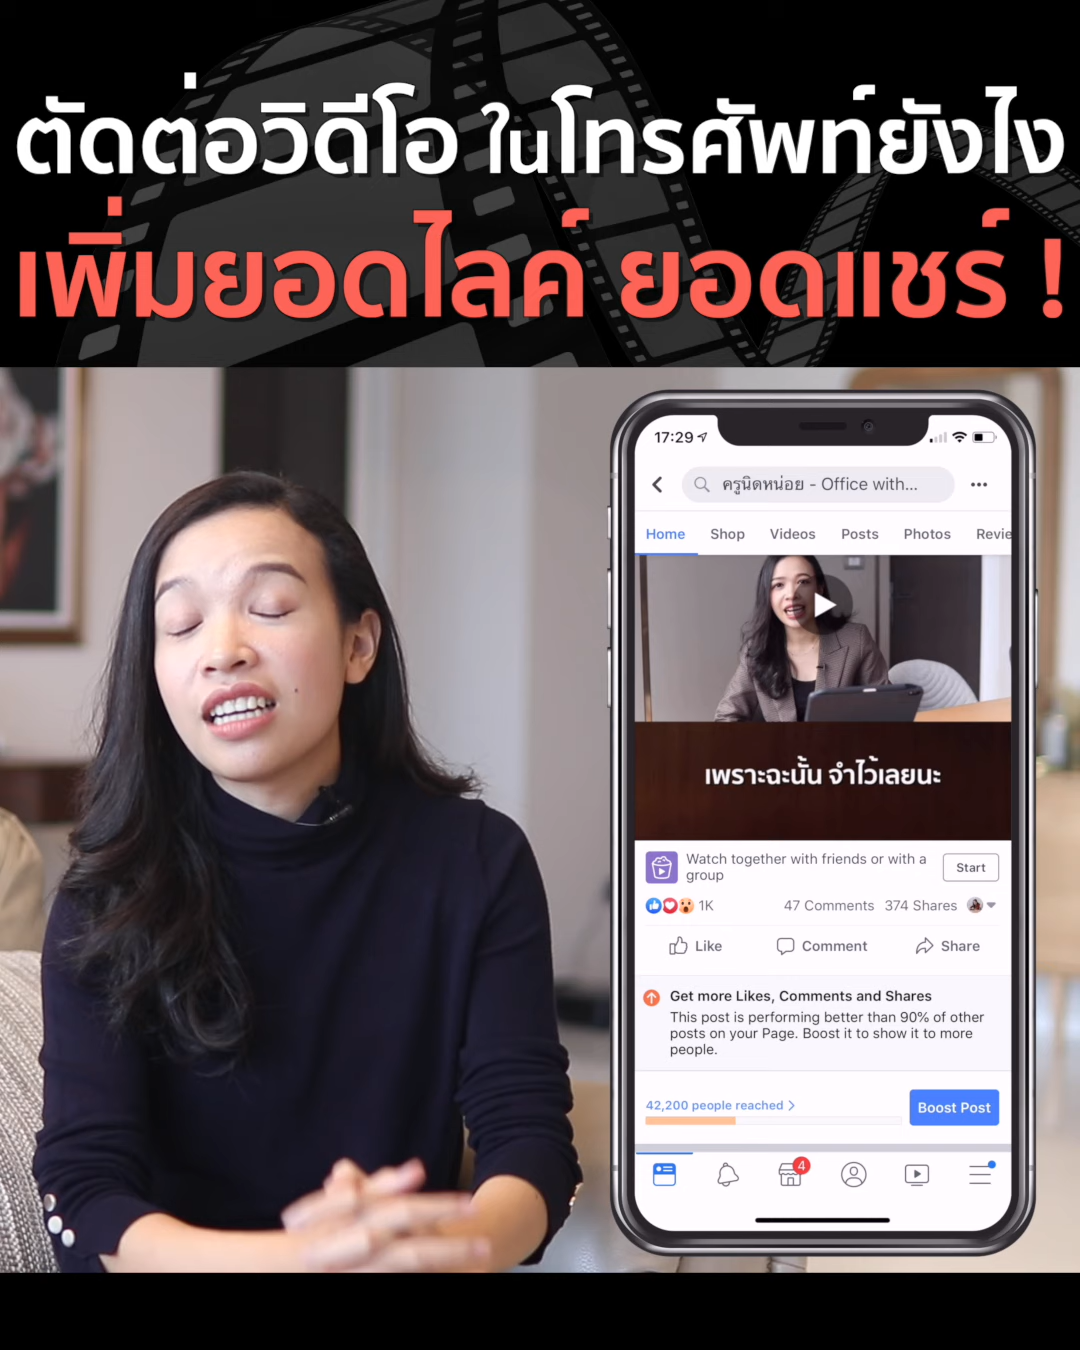 ตัดต่อวิดีโอ ในโทรศัพท์ยังไง
เพิ่มยอดไลค์ ยอดแชร์ !
17:29
ครูนิดหน่อย - Office with...
Home Shop Videos Posts Photos Revie
เพราะฉะนั้น จำไว้เลยนะ
Watch together with friends or with a
group
Start
1K 47 Comments 374 Shares
Like Comment Share
Get more Likes, Comments and Shares
This post is performing better than 90% of other
posts on your Page. Boost it to show it to more
people.
42,200 people reached
Boost Post
4